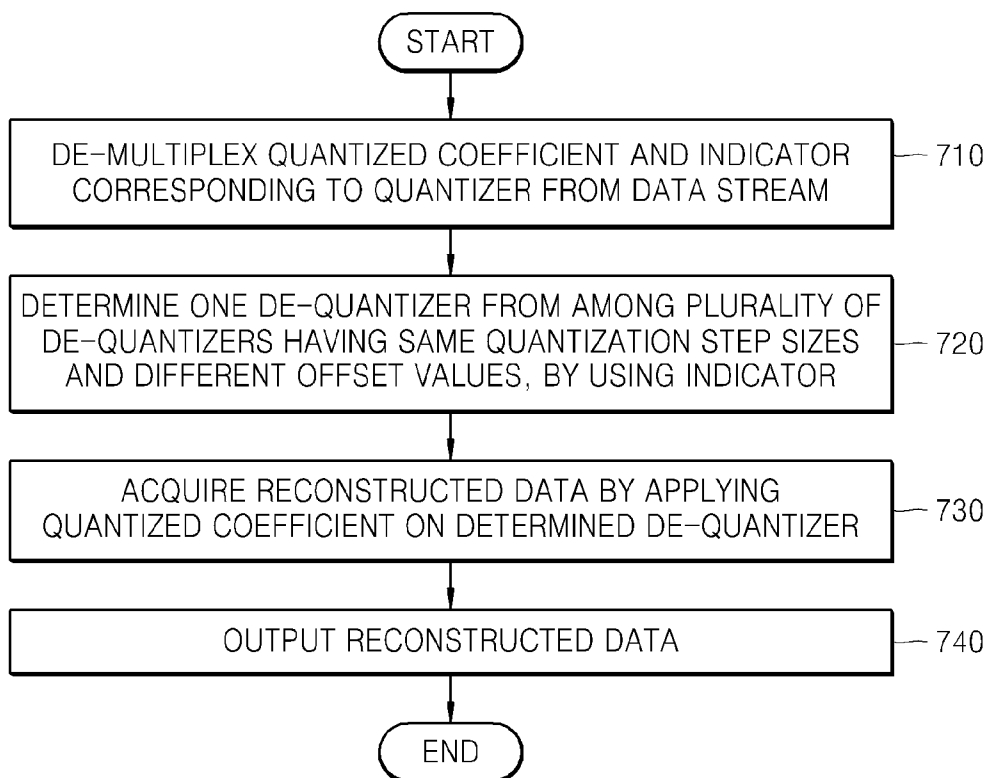 START
DE-MULTIPLEX QUANTIZED COEFFICIENT AND INDICATOR
CORRESPONDING TO QUANTIZER FROM DATA STREAM
710
DETERMINE ONE DE-QUANTIZER FROM AMONG PLURALITY OF
DE-QUANTIZERS HAVING SAME QUANTIZATION STEP SIZES
AND DIFFERENT OFFSET VALUES, BY USING INDICATOR
720
ACQUIRE RECONSTRUCTED DATA BY APPLYING
QUANTIZED COEFFICIENT ON DETERMINED DE-QUANTIZER
730
OUTPUT RECONSTRUCTED DATA
740
END